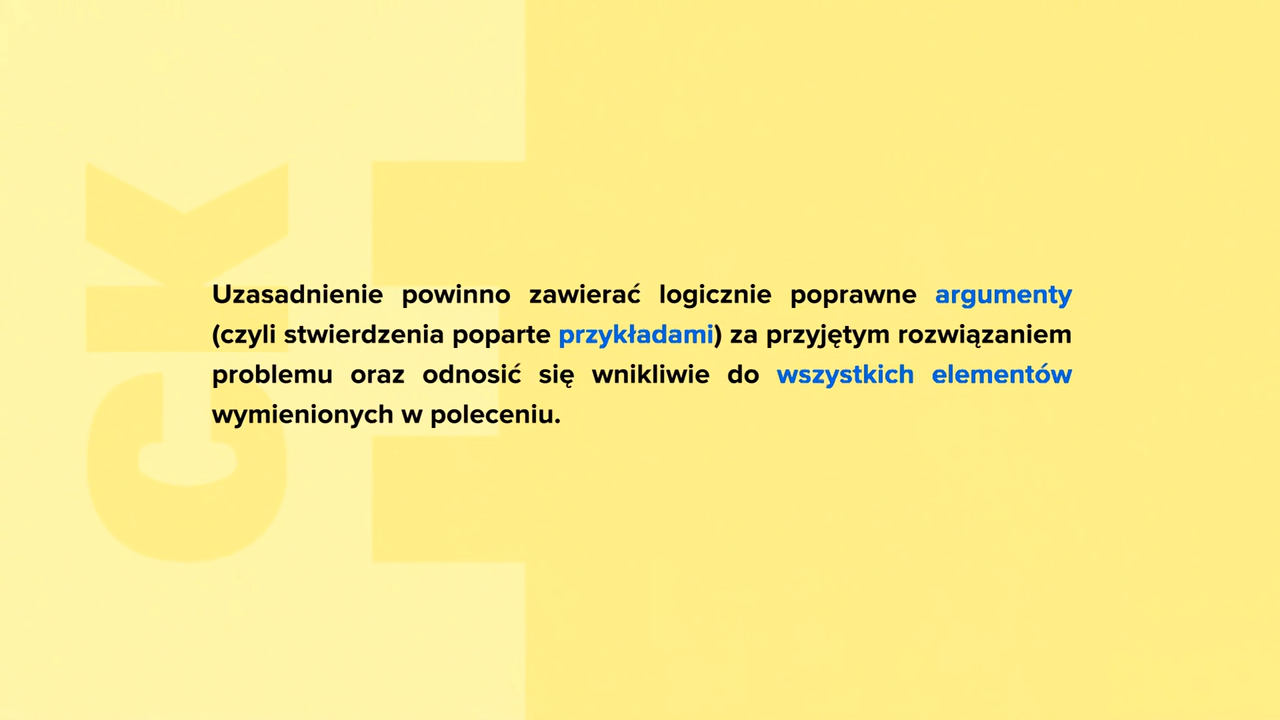 Uzasadnienie powinno zawierać logicznie poprawne argumenty
(czyli stwierdzenia poparte przykładami) za przyjętym rozwiązaniem
problemu oraz odnosić się wnikliwie do wszystkich elementów
wymienionych w poleceniu.
ck